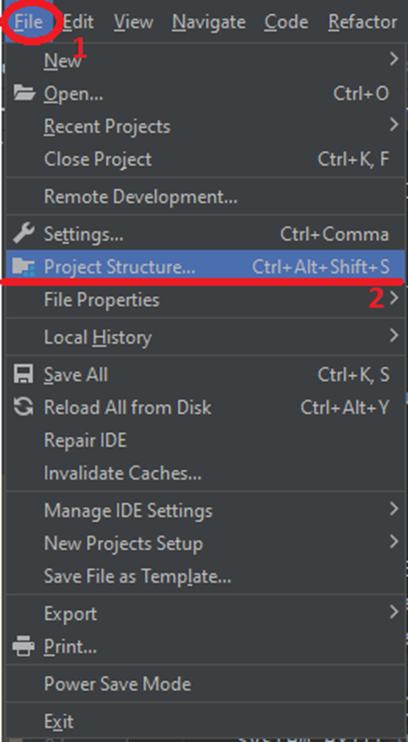 File Edit View Navigate Code Refactor
1
New
Open... Ctrl+O
Recent Projects
Close Project Ctrl+K, F
Remote Development...
Settings... Ctrl+Comma
Project Structure... Ctrl+Alt+Shift+S
2
File Properties
Local History
Save All Ctrl+K, S
Reload All from Disk Ctrl+Alt+Y
Repair IDE
Invalidate Caches...
Manage IDE Settings
New Projects Setup
Save File as Template...
Export
Print...
Power Save Mode
Exit